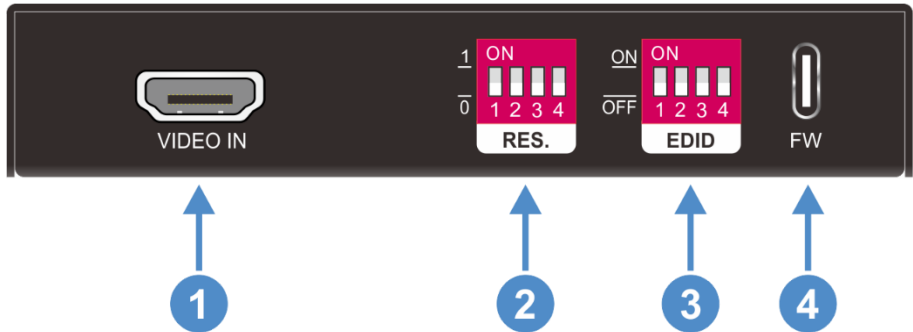 VIDEO IN
1
0
ON
1 2 3 4
RES.
ON
OFF
ON
1 2 3 4
EDID
FW
1
2
3
4